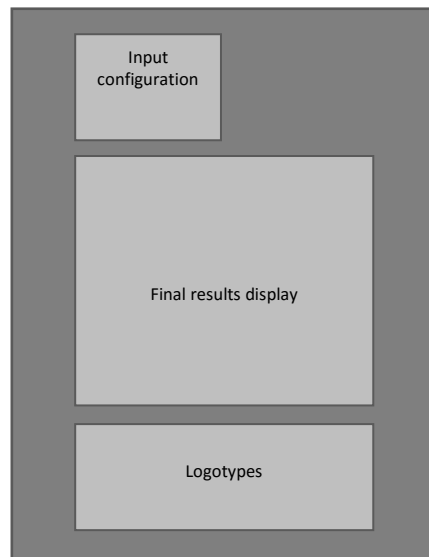 Input
configuration
Final results display
Logotypes